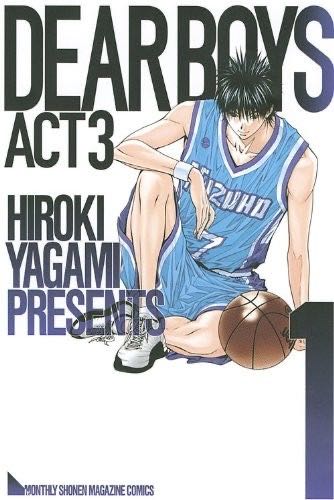 DEAR BOYS
ACT 3
HIROKI
YAGAMI
PRESENTS
MIZUHO
7
1
MONTHLY SHONEN MAGAZINE COMICS